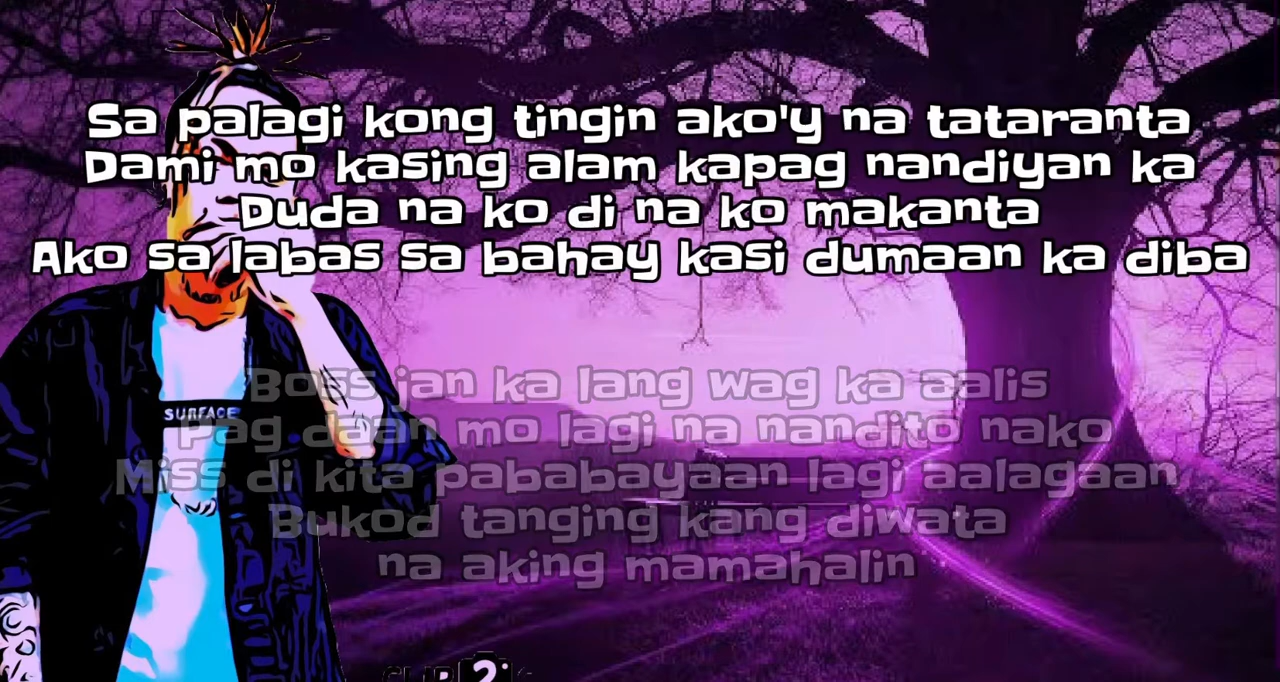 Sa palagi kong tingin ako'y na tataranta
Dami mo kasing alam kapag nandiyan ka
Duda na ko di na ko makanta
Ako sa labas sa bahay kasi dumaan ka diba
Boss jan ka lang wag ka aalis
Pag daan mo lagi na nandito nako
Miss di kita pababayaan lagi aalagaan
Bukod tanging kang diwata
na aking mamahalin
SURFACE
2